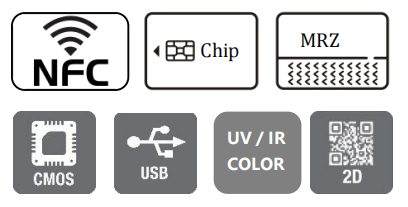 NFC
Chip
MRZ
CMOS
USB
UV / IR
COLOR
2D